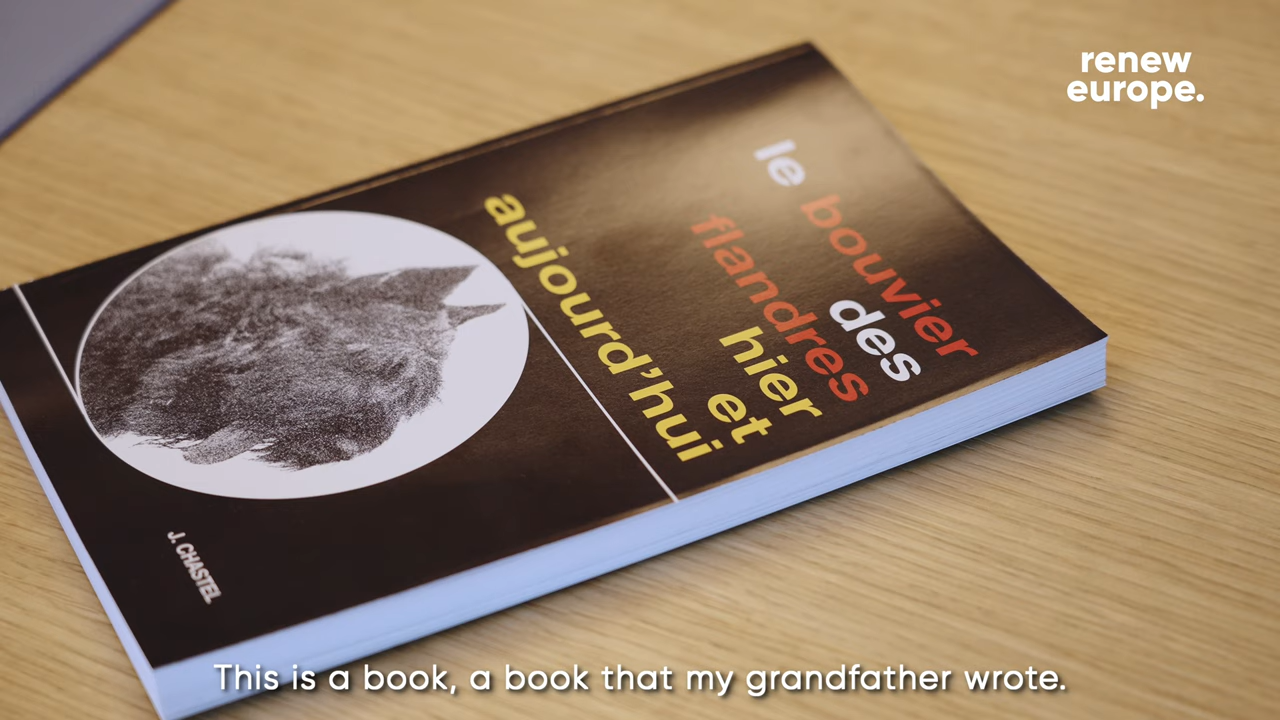 renew
europe.
le bouvier
des
flandres
hier
et
aujourd'hui
J. CHASTEL
This is a book, a book that my grandfather wrote.